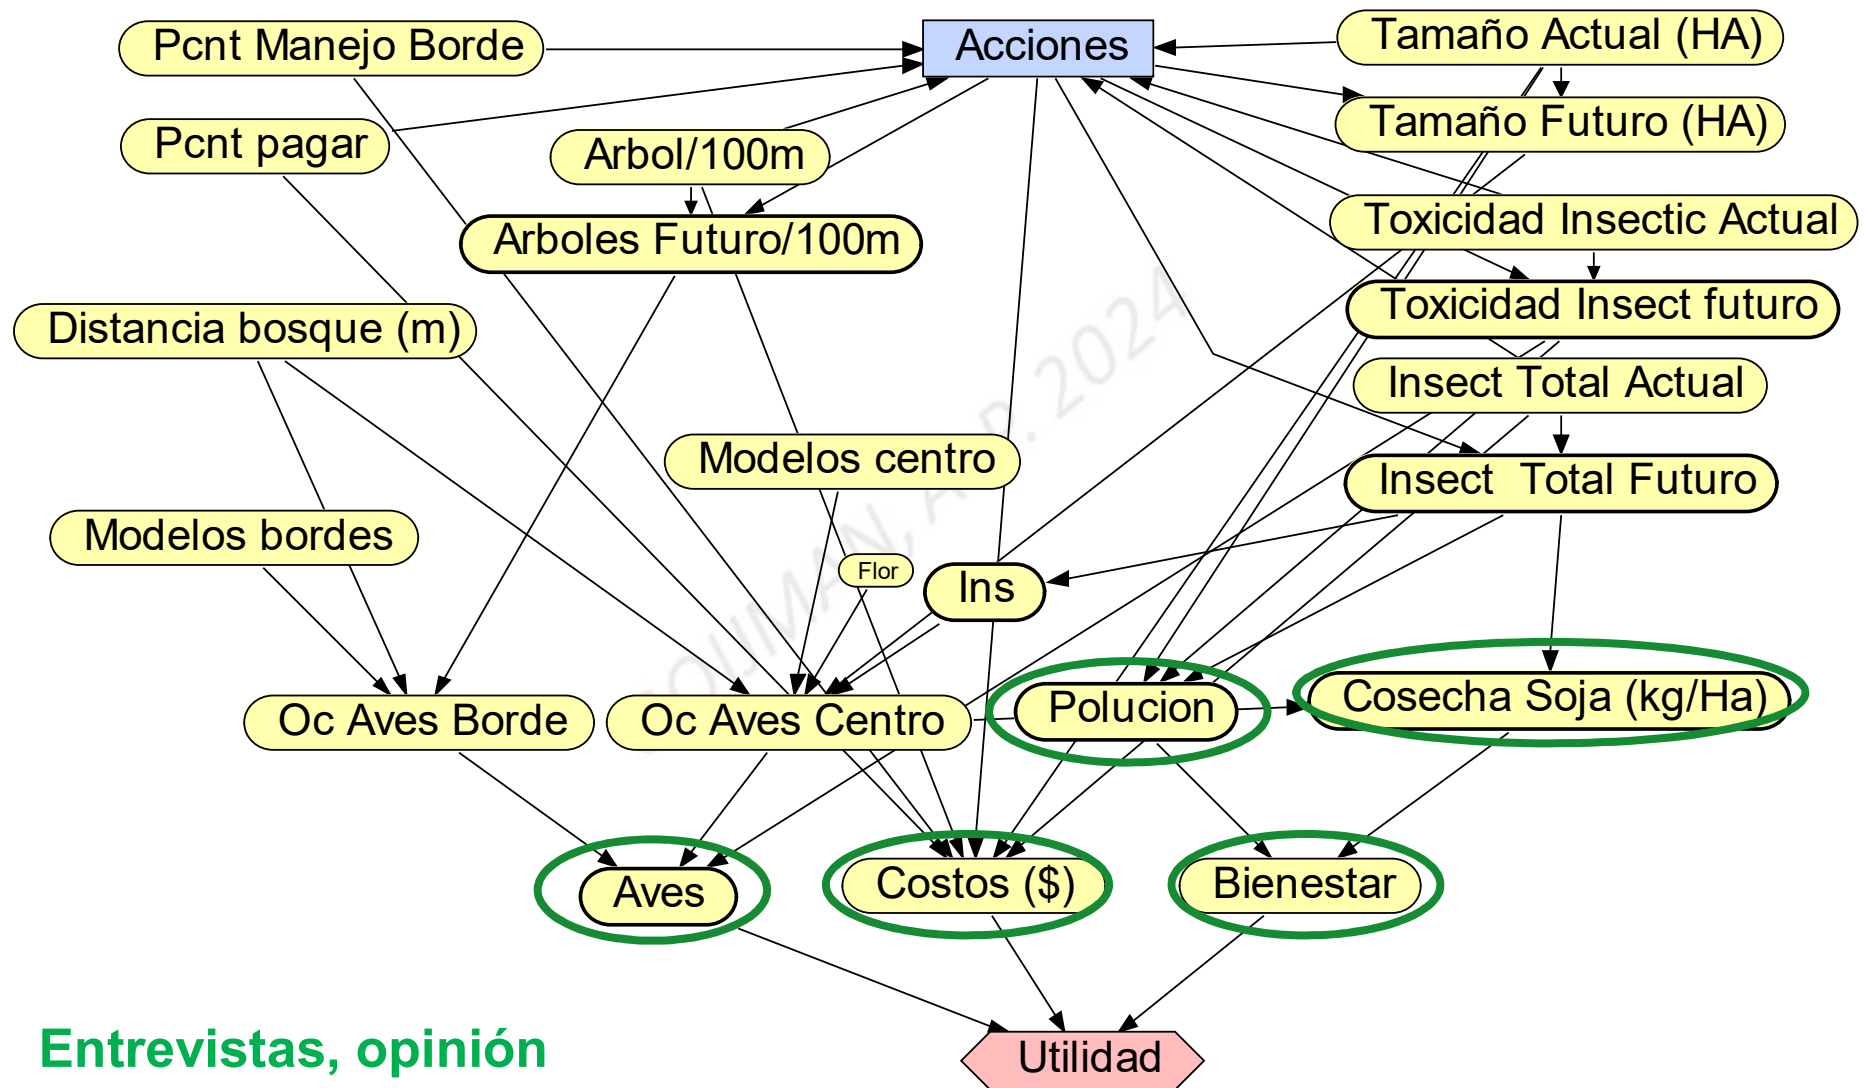 Pcnt Manejo Borde
Acciones
Tamaño Actual (HA)
Pcnt pagar
Arbol/100m
Tamaño Futuro (HA)
Arboles Futuro/100m
Toxicidad Insectic Actual
Distancia bosque (m)
Toxicidad Insect futuro
Insect Total Actual
Modelos centro
Insect  Total Futuro
Modelos bordes
Flor
Ins
Oc Aves Borde
Oc Aves Centro
Polucion
Cosecha Soja (kg/Ha)
Aves
Costos ($)
Bienestar
Entrevistas, opinión
Utilidad
2024